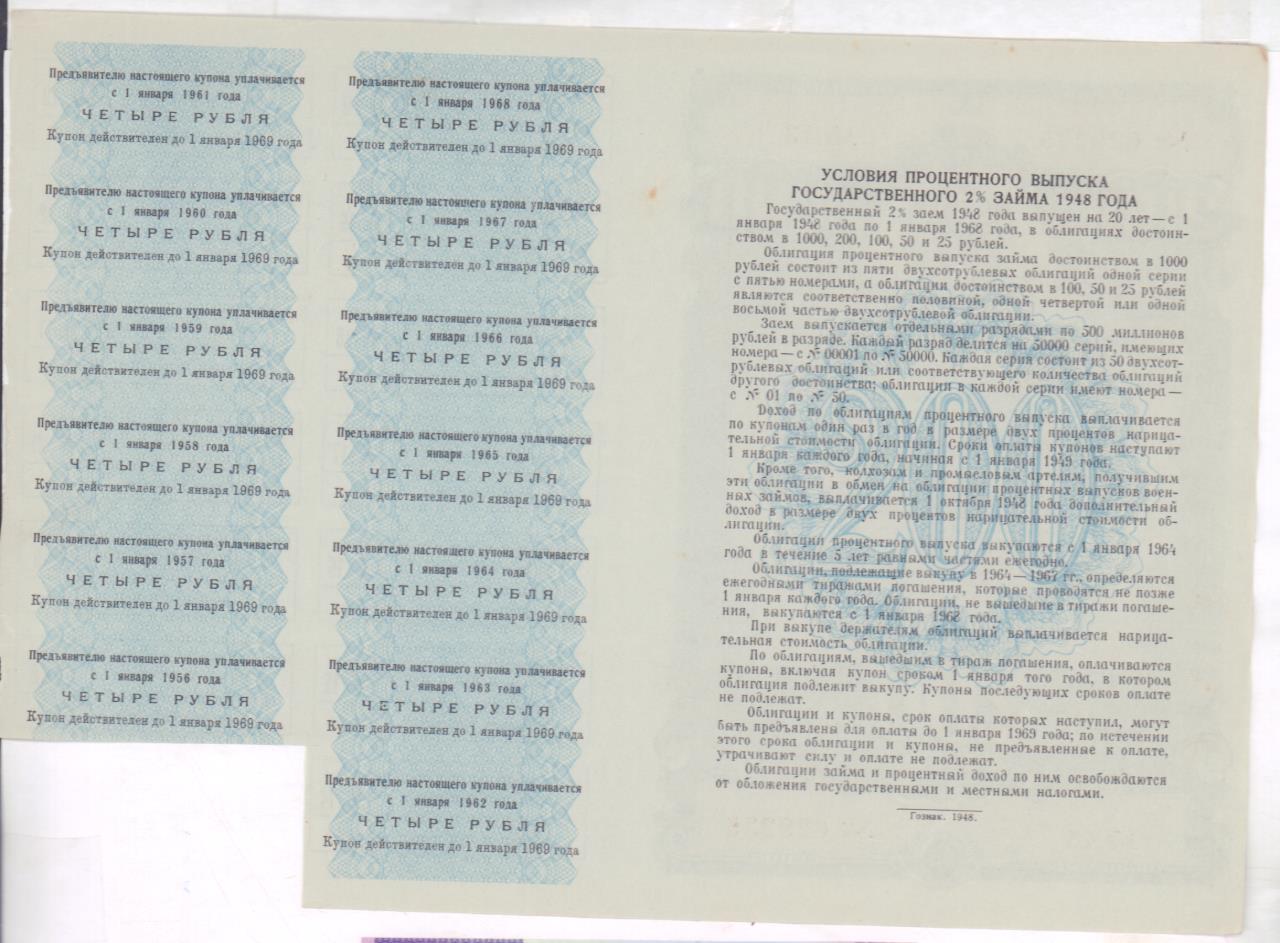 Предъявителю настоящего купона уплачивается
с 1 января 1961 года
ЧЕТЫРЕ РУБЛЯ
Купон действителен до 1 января 1969 года
Предъявителю настоящего купона уплачивается
с 1 января 1960 года
ЧЕТЫРЕ РУБЛЯ
Купон действителен до 1 января 1969 года
Предъявителю настоящего купона уплачивается
с 1 января 1959 года
ЧЕТЫРЕ РУБЛЯ
Купон действителен до 1 января 1969 года
Предъявителю настоящего купона уплачивается
с 1 января 1958 года
ЧЕТЫРЕ РУБЛЯ
Купон действителен до 1 января 1969 года
Предъявителю настоящего купона уплачивается
с 1 января 1957 года
ЧЕТЫРЕ РУБЛЯ
Купон действителен до 1 января 1969 года
Предъявителю настоящего купона уплачивается
с 1 января 1956 года
ЧЕТЫРЕ РУБЛЯ
Купон действителен до 1 января 1969 года
Предъявителю настоящего купона уплачивается
с 1 января 1968 года
ЧЕТЫРЕ РУБЛЯ
Купон действителен до 1 января 1969 года
Предъявителю настоящего купона уплачивается
с 1 января 1967 года
ЧЕТЫРЕ РУБЛЯ
Купон действителен до 1 января 1969 года
Предъявителю настоящего купона уплачивается
с 1 января 1966 года
ЧЕТЫРЕ РУБЛЯ
Купон действителен до 1 января 1969 года
Предъявителю настоящего купона уплачивается
с 1 января 1965 года
ЧЕТЫРЕ РУБЛЯ
Купон действителен до 1 января 1969 года
Предъявителю настоящего купона уплачивается
с 1 января 1964 года
ЧЕТЫРЕ РУБЛЯ
Купон действителен до 1 января 1969 года
Предъявителю настоящего купона уплачивается
с 1 января 1963 года
ЧЕТЫРЕ РУБЛЯ
Купон действителен до 1 января 1969 года
Предъявителю настоящего купона уплачивается
с 1 января 1962 года
ЧЕТЫРЕ РУБЛЯ
Купон действителен до 1 января 1969 года
УСЛОВИЯ ПРОЦЕНТНОГО ВЫПУСКА
ГОСУДАРСТВЕННОГО 2% ЗАЙМА 1948 ГОДА
Государственный 2% заем 1948 года выпущен на 20 лет — с 1
января 1948 года по 1 января 1968 года, в облигациях достоин-
ством в 1000, 200, 100, 50 и 25 рублей.
Облигация процентного выпуска займа достоинством в 1000
рублей состоит из пяти двухсотрублевых облигаций одной серии
с пятью номерами, а облигации достоинством в 100, 50 и 25 рублей
являются соответственно половиной, одной четвертой или одной
восьмой частью двухсотрублевой облигации.
Заем выпускается отдельными разрядами по 500 миллионов
рублей в разряде. Каждый разряд делится на 50000 серий, имеющих
номера — с № 00001 по № 50000. Каждая серия состоит из 50 двухсот-
рублевых облигаций или соответствующего количества облигаций
другого достоинства; облигации в каждой серии имеют номера —
с № 01 по № 50.
Доход по облигациям процентного выпуска выплачивается
по купонам один раз в год в размере двух процентов нарица-
тельной стоимости облигации. Сроки оплаты купонов наступают
1 января каждого года, начиная с 1 января 1949 года.
Кроме того, колхозам и промысловым артелям, получившим
эти облигации в обмен на облигации процентных выпусков воен-
ных займов, выплачивается 1 октября 1948 года дополнительный
доход в размере двух процентов нарицательной стоимости об-
лигации.
Облигации процентного выпуска выкупаются с 1 января 1964
года в течение 5 лет равными частями ежегодно.
Облигации, подлежащие выкупу в 1964 — 1967 гг., определяются
ежегодными тиражами погашения, которые проводятся не позже
1 января каждого года. Облигации, не вышедшие в тиражи погаше-
ния, выкупаются с 1 января 1968 года.
При выкупе держателям облигаций выплачивается нарица-
тельная стоимость облигации.
По облигациям, вышедшим в тираж погашения, оплачиваются
купоны, включая купон сроком 1 января того года, в котором
облигация подлежит выкупу. Купоны последующих сроков оплате
не подлежат.
Облигации и купоны, срок оплаты которых наступил, могут
быть предъявлены для оплаты до 1 января 1969 года; по истечении
этого срока облигации и купоны, не предъявленные к оплате,
утрачивают силу и оплате не подлежат.
Облигации займа и процентный доход по ним освобождаются
от обложения государственными и местными налогами.
Гознак. 1948.
200